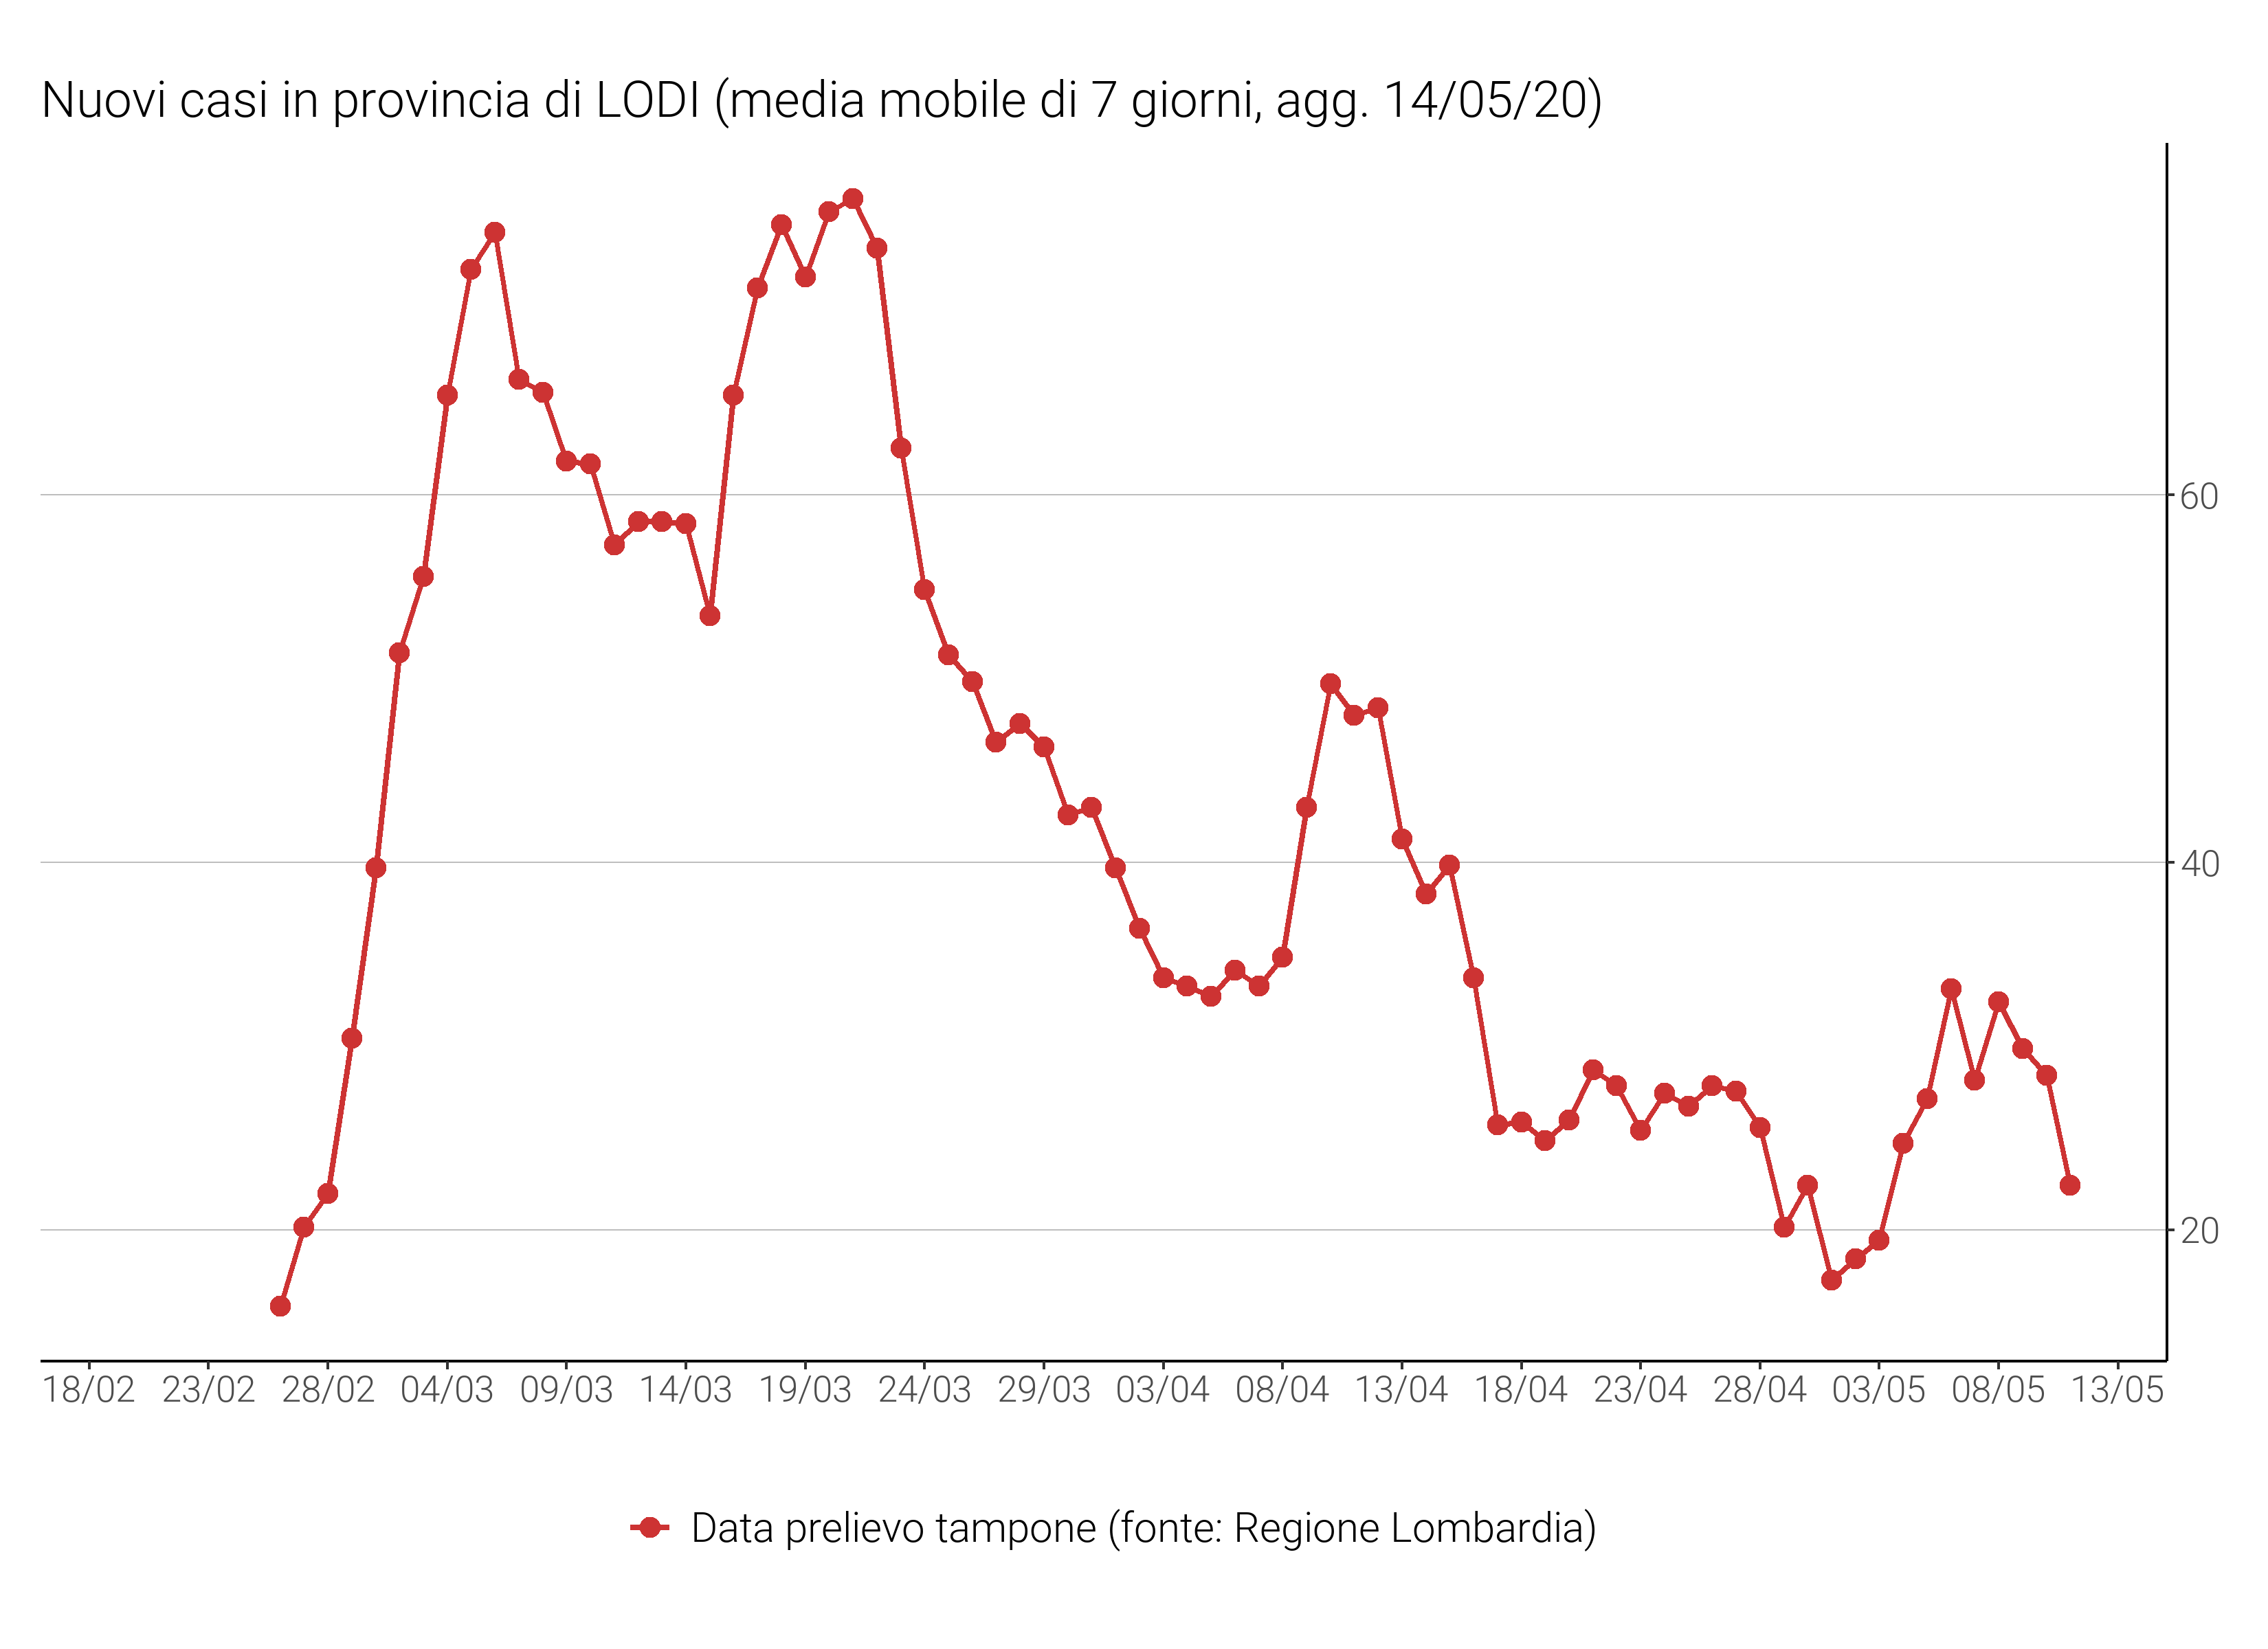 Nuovi casi in provincia di LODI (media mobile di 7 giorni, agg. 14/05/20)
60
40
20
18/02 23/02 28/02 04/03 09/03 14/03 19/03 24/03 29/03 03/04 08/04 13/04 18/04 23/04 28/04 03/05 08/05 13/05
Data prelievo tampone (fonte: Regione Lombardia)